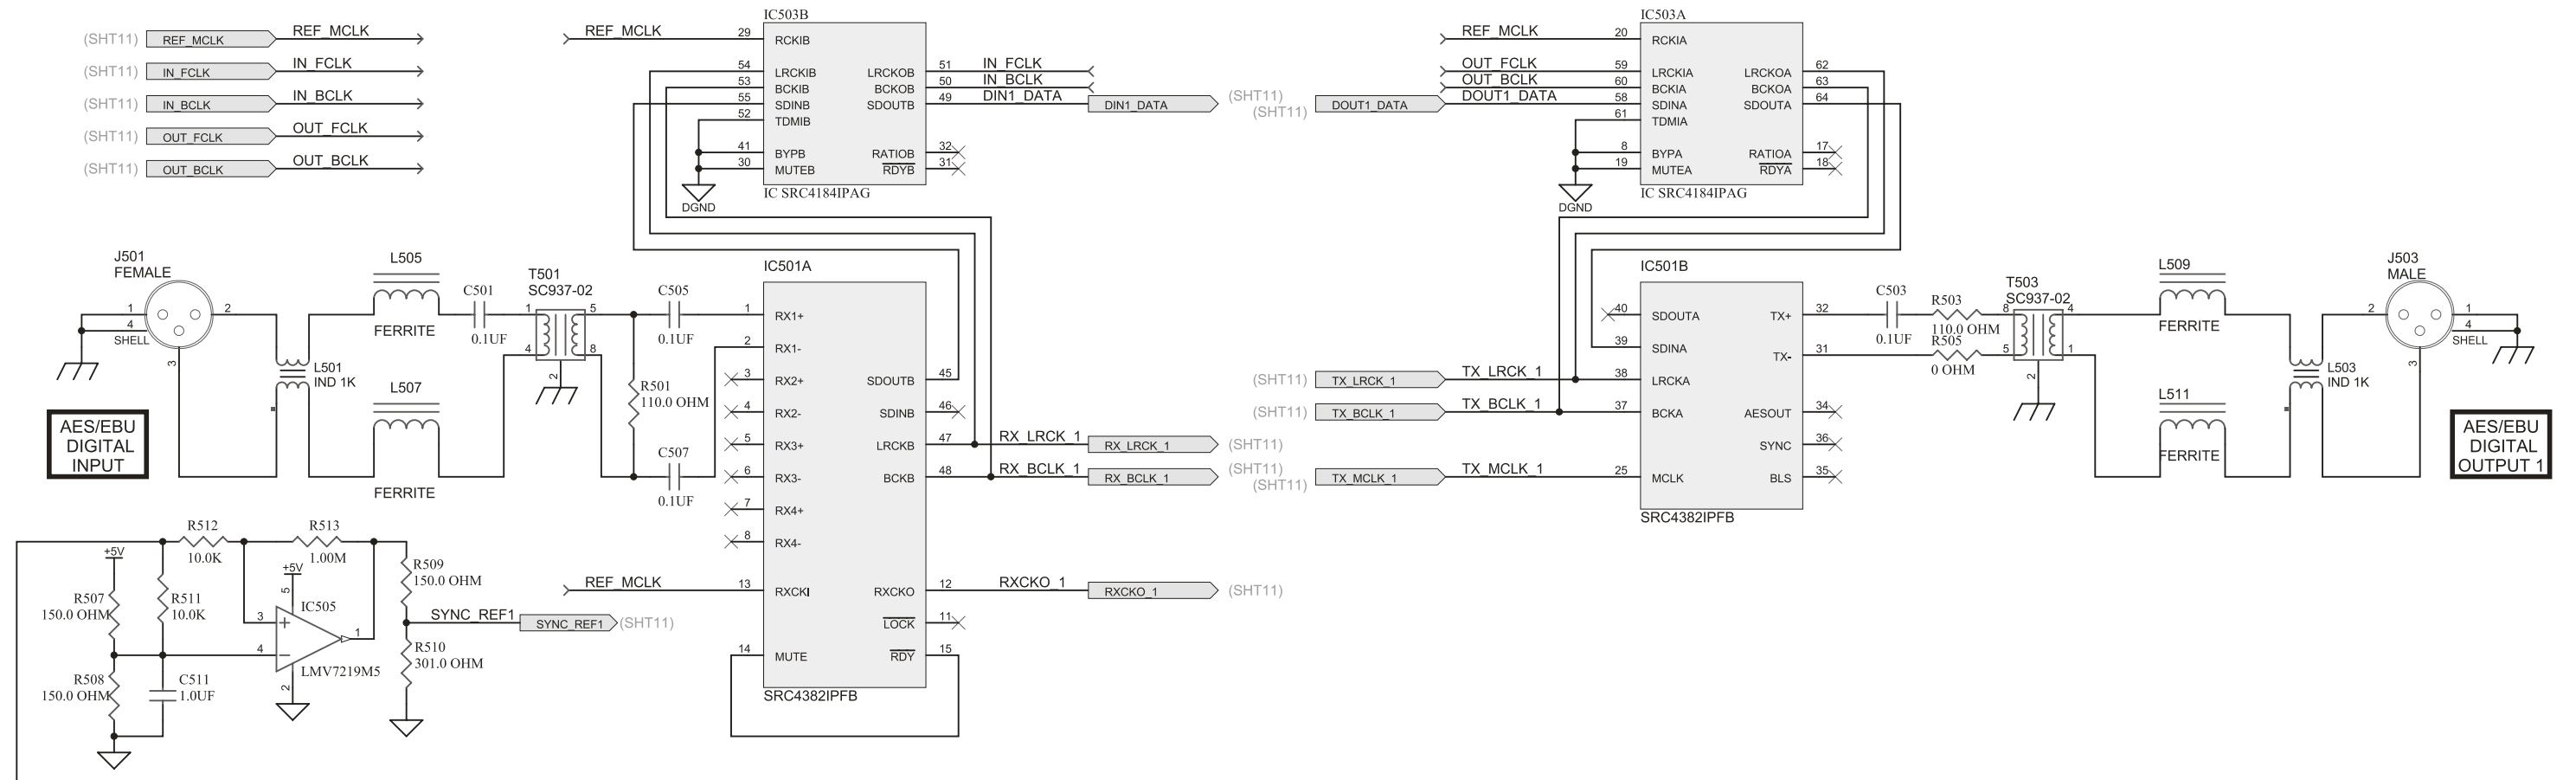 (SHT11) REF_MCLK REF_MCLK
(SHT11) IN_FCLK IN_FCLK
(SHT11) IN_BCLK IN_BCLK
(SHT11) OUT_FCLK OUT_FCLK
(SHT11) OUT_BCLK OUT_BCLK
IC503B
REF_MCLK 29 RCKIB
54 LRCKIB LRCKOB 51 IN_FCLK
53 BCKIB BCKOB 50 IN_BCLK
55 SDINB SDOUTB 49 DIN1_DATA DIN1_DATA (SHT11)
52 TDMIB
41 BYPB RATIOB 32
30 MUTEB RDYB 31
IC SRC4184IPAG
DGND
IC503A
REF_MCLK 20 RCKIA
OUT_FCLK 59 LRCKIA LRCKOA 62
OUT_BCLK 60 BCKIA BCKOA 63
(SHT11) DOUT1_DATA DOUT1_DATA 58 SDINA SDOUTA 64
61 TDMIA
8 BYPA RATIOA 17
19 MUTEA RDYA 18
IC SRC4184IPAG
DGND
J501
FEMALE
1
4
SHELL
2
3
L501
IND 1K
L505
FERRITE
L507
FERRITE
C501
0.1UF
T501
SC937-02
1 5
4 8
2
R501
110.0 OHM
C505
0.1UF
C507
0.1UF
AES/EBU
DIGITAL
INPUT
IC501A
1 RX1+
2 RX1-
3 RX2+ SDOUTB 45
4 RX2- SDINB 46
5 RX3+ LRCKB 47 RX_LRCK_1 RX_LRCK_1 (SHT11)
6 RX3- BCKB 48 RX_BCLK_1 RX_BCLK_1 (SHT11)
7 RX4+
8 RX4-
REF_MCLK 13 RXCKI RXCKO 12 RXCKO_1 RXCKO_1 (SHT11)
LOCK 11
14 MUTE RDY 15
SRC4382IPFB
IC501B
40 SDOUTA TX+ 32
39 SDINA TX- 31
(SHT11) TX_LRCK_1 TX_LRCK_1 38 LRCKA
(SHT11) TX_BCLK_1 TX_BCLK_1 37 BCKA AESOUT 34
SYNC 36
(SHT11) TX_MCLK_1 TX_MCLK_1 25 MCLK BLS 35
SRC4382IPFB
C503
0.1UF
R503
110.0 OHM
R505
0 OHM
T503
SC937-02
8 4
5 1
2
L509
FERRITE
L511
FERRITE
L503
IND 1K
J503
MALE
2
1
4
SHELL
3
AES/EBU
DIGITAL
OUTPUT 1
R512
10.0K
R513
1.00M
+5V
R507
150.0 OHM
R511
10.0K
R508
150.0 OHM
C511
1.0UF
+5V
5
IC505
3 +
4 −
1
2
LMV7219M5
R509
150.0 OHM
SYNC_REF1 SYNC_REF1 (SHT11)
R510
301.0 OHM